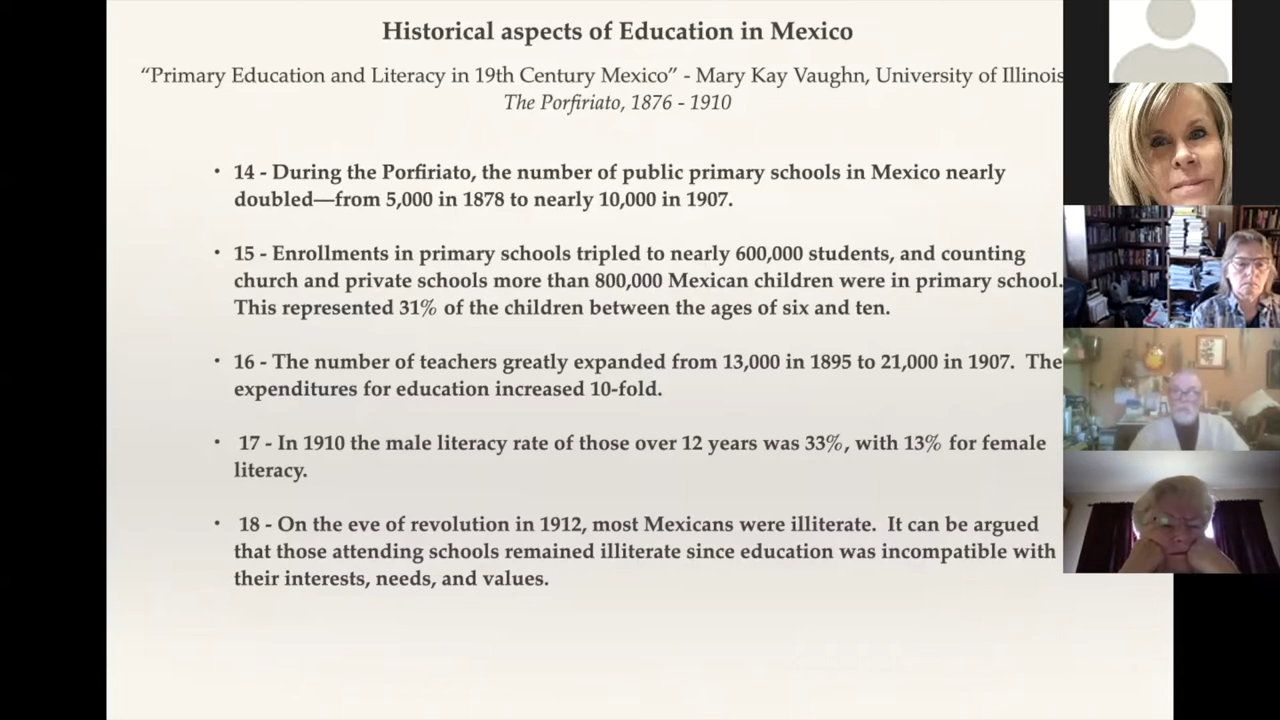 Historical aspects of Education in Mexico
“Primary Education and Literacy in 19th Century Mexico” - Mary Kay Vaughn, University of Illinois
The Porfiriato, 1876 - 1910
• 14 - During the Porfiriato, the number of public primary schools in Mexico nearly
doubled—from 5,000 in 1878 to nearly 10,000 in 1907.
• 15 - Enrollments in primary schools tripled to nearly 600,000 students, and counting
church and private schools more than 800,000 Mexican children were in primary school.
This represented 31% of the children between the ages of six and ten.
• 16 - The number of teachers greatly expanded from 13,000 in 1895 to 21,000 in 1907. The
expenditures for education increased 10-fold.
• 17 - In 1910 the male literacy rate of those over 12 years was 33%, with 13% for female
literacy.
• 18 - On the eve of revolution in 1912, most Mexicans were illiterate. It can be argued
that those attending schools remained illiterate since education was incompatible with
their interests, needs, and values.